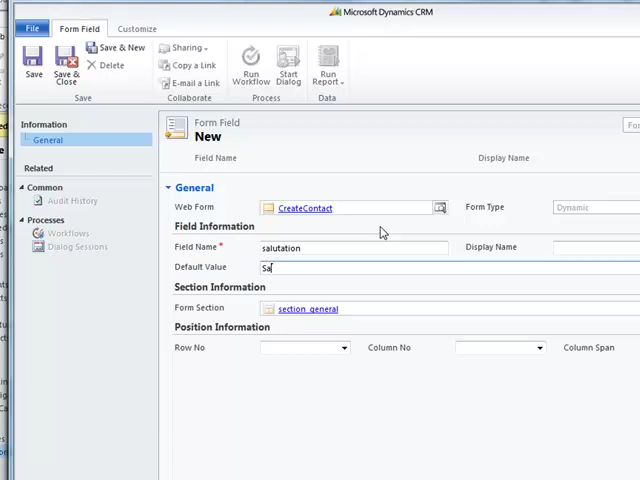 Microsoft Dynamics CRM
File
Form Field
Customize
Save
Save & Close
Save & New
Delete
Save
Sharing
Copy a Link
E-mail a Link
Collaborate
Run Workflow
Start Dialog
Process
Run Report
Data
Information
General
Related
Common
Audit History
Processes
Workflows
Dialog Sessions
Form Field
New
Field Name
Display Name
General
Web Form
CreateContact
Form Type
Dynamic
Field Information
Field Name *
salutation
Display Name
Default Value
Sa
Section Information
Form Section
section_general
Position Information
Row No
Column No
Column Span